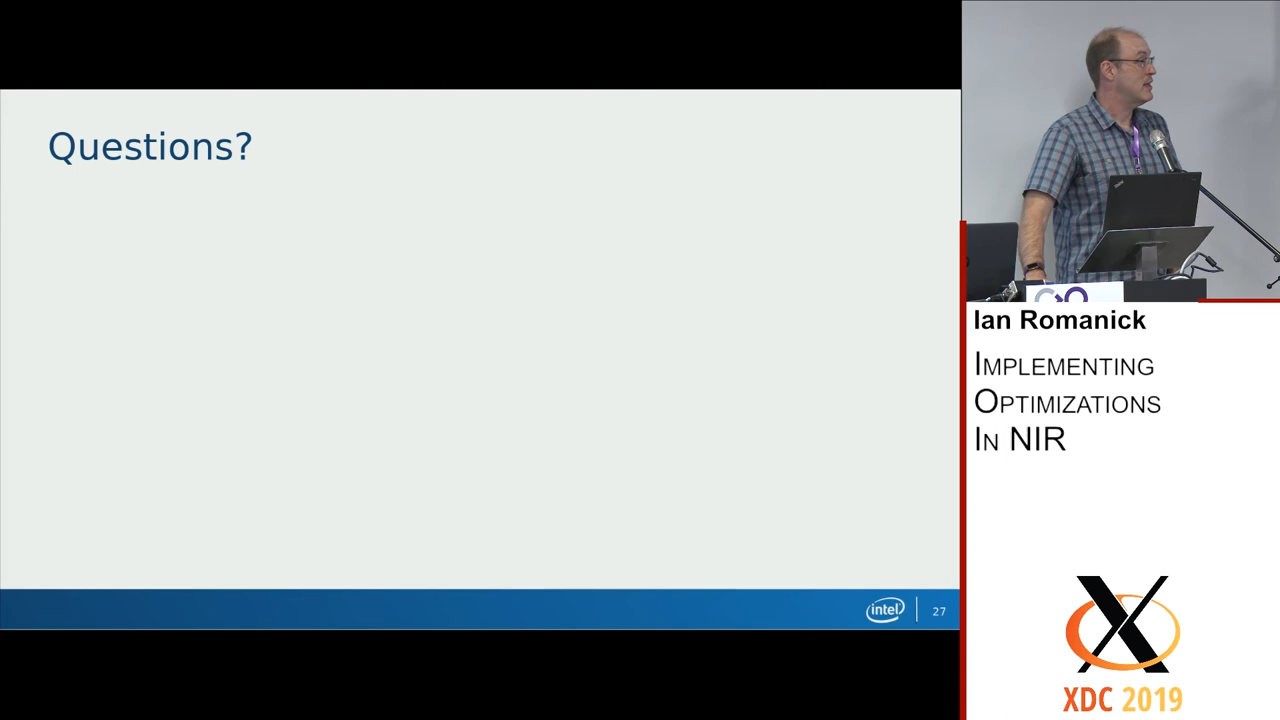 Questions?
intel
27
Ian Romanick
Implementing
Optimizations
In NIR
XDC 2019